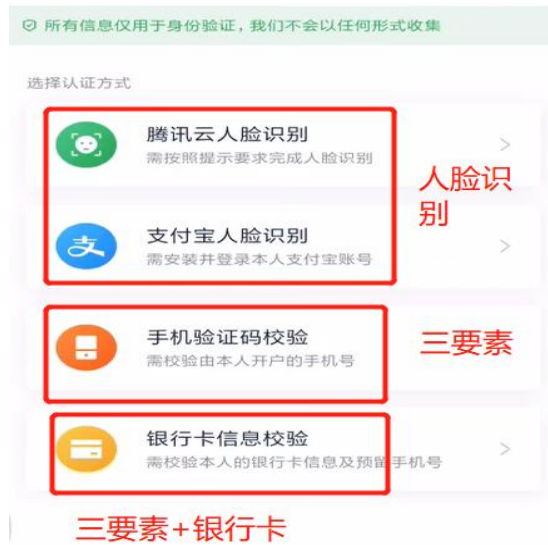 所有信息仅用于身份验证，我们不会以任何形式收集
选择认证方式
腾讯云人脸识别
需按照提示要求完成人脸识别
人脸识
别
支付宝人脸识别
需安装并登录本人支付宝账号
手机验证码校验
需校验由本人开户的手机号
三要素
银行卡信息校验
需校验本人的银行卡信息及预留手机号
三要素+银行卡